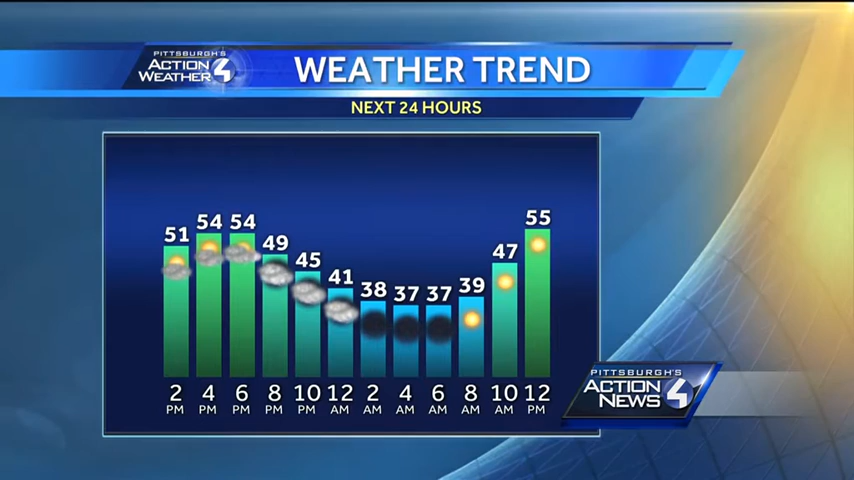 PITTSBURGH'S
ACTION
WEATHER 4
WEATHER TREND
NEXT 24 HOURS
51 54 54 49 45 41 38 37 37 39 47 55
2 4 6 8 10 12 2 4 6 8 10 12
PM PM PM PM PM AM AM AM AM AM AM PM
PITTSBURGH'S
ACTION
NEWS 4